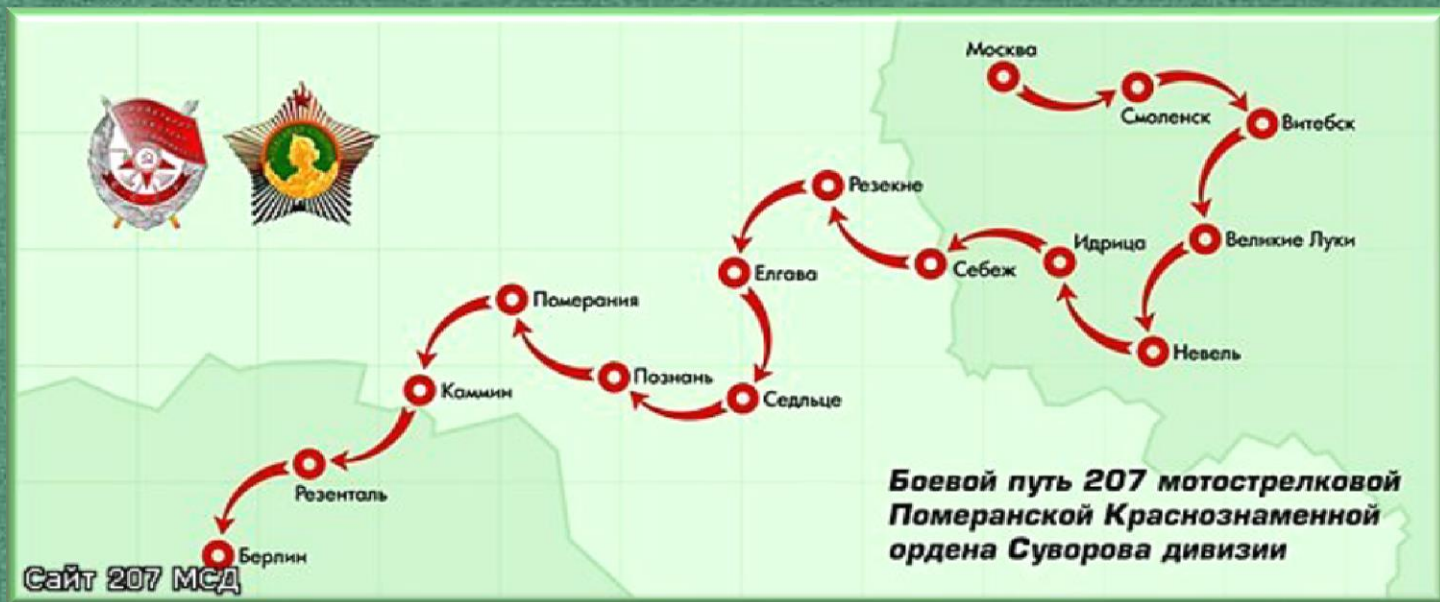 Москва
Смоленск
Витебск
Великие Луки
Невель
Идрица
Себеж
Резекне
Елгава
Седльце
Познань
Померания
Каммин
Резенталь
Берлин
Боевой путь 207 мотострелковой
Померанской Краснознаменной
ордена Суворова дивизии
Сайт 207 МСД